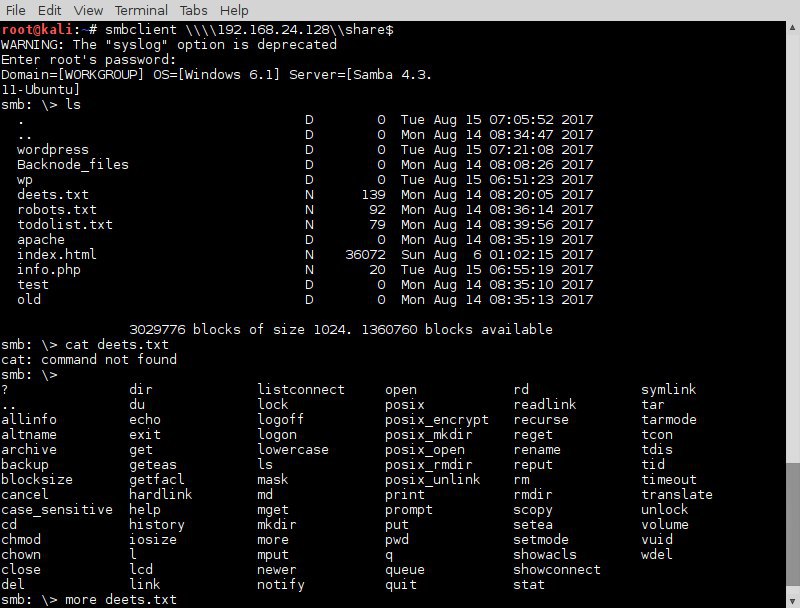 File Edit View Terminal Tabs Help
root@kali:~# smbclient \\\\192.168.24.128\\share$
WARNING: The "syslog" option is deprecated
Enter root's password:
Domain=[WORKGROUP] OS=[Windows 6.1] Server=[Samba 4.3.
11-Ubuntu]
smb: \> ls
  .                                   D        0  Tue Aug 15 07:05:52 2017
  ..                                  D        0  Mon Aug 14 08:34:47 2017
  wordpress                           D        0  Tue Aug 15 07:21:08 2017
  Backnode_files                      D        0  Mon Aug 14 08:08:26 2017
  wp                                  D        0  Tue Aug 15 06:51:23 2017
  deets.txt                           N      139  Mon Aug 14 08:20:05 2017
  robots.txt                          N       92  Mon Aug 14 08:36:14 2017
  todolist.txt                        N       79  Mon Aug 14 08:39:56 2017
  apache                              D        0  Mon Aug 14 08:35:19 2017
  index.html                          N    36072  Sun Aug  6 01:02:15 2017
  info.php                            N       20  Tue Aug 15 06:55:19 2017
  test                                D        0  Mon Aug 14 08:35:10 2017
  old                                 D        0  Mon Aug 14 08:35:13 2017
                3029776 blocks of size 1024. 1360760 blocks available
smb: \> cat deets.txt
cat: command not found
smb: \>
?               dir             listconnect     open            rd              symlink
..              du              lock            posix           readlink        tar
allinfo         echo            logoff          posix_encrypt   recurse         tarmode
altname         exit            logon           posix_mkdir     reget           tcon
archive         get             lowercase       posix_open      rename          tdis
backup          geteas          ls              posix_rmdir     reput           tid
blocksize       getfacl         mask            posix_unlink    rm              timeout
cancel          hardlink        md              print           rmdir           translate
case_sensitive  help            mget            prompt          scopy           unlock
cd              history         mkdir           put             setea           volume
chmod           iosize          more            pwd             setmode         vuid
chown           l               mput            q               showacls        wdel
close           lcd             newer           queue           showconnect
del             link            notify          quit            stat
smb: \> more deets.txt